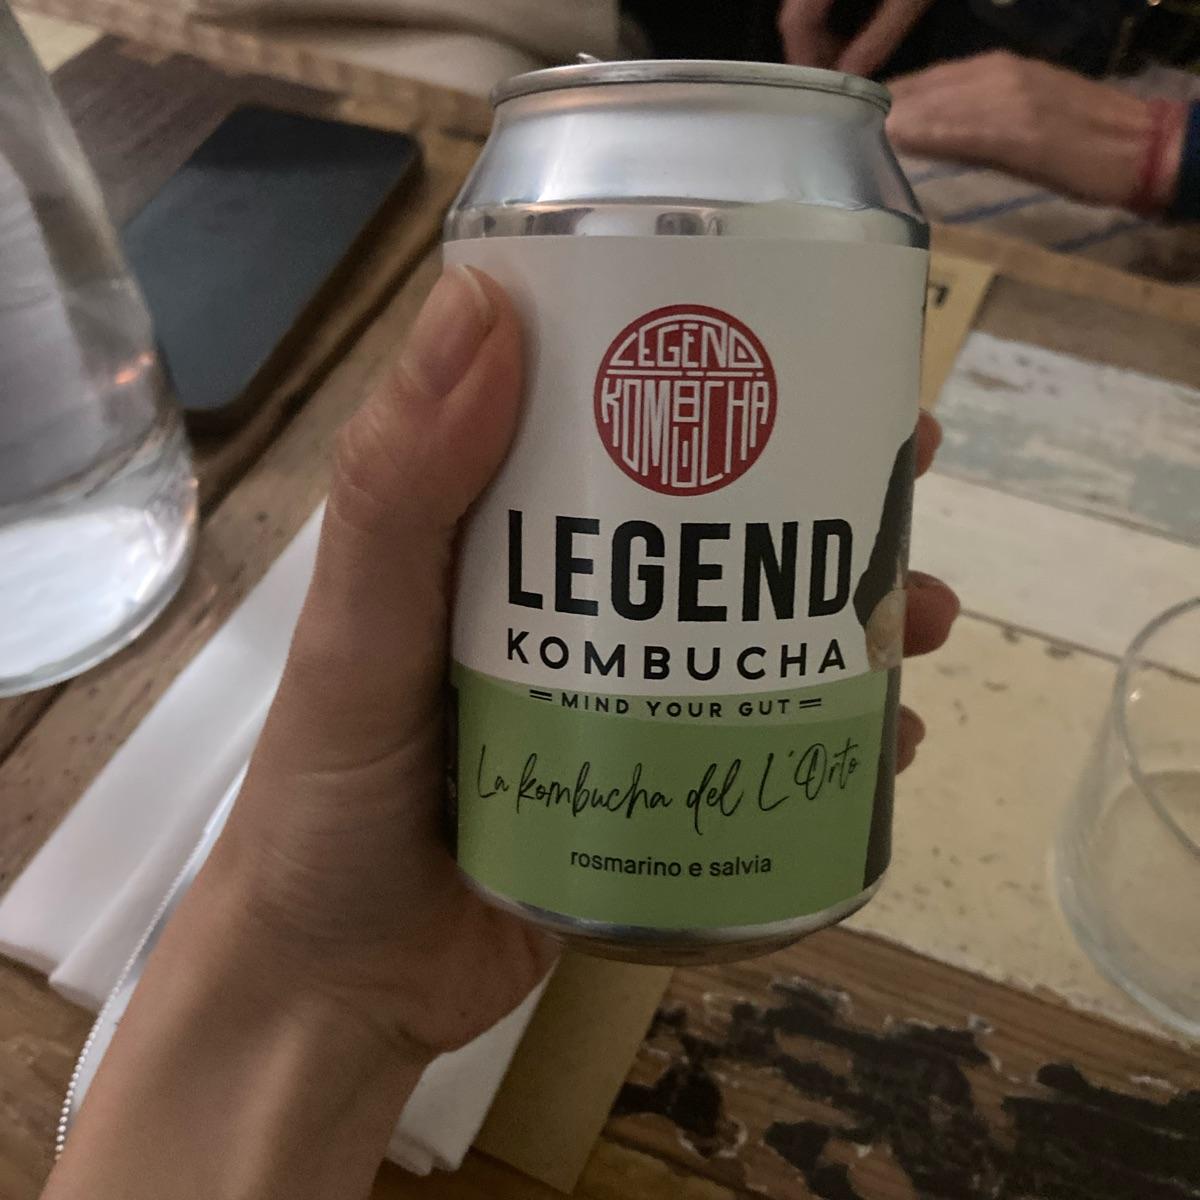 LEGEND
KOMBUCHA
LEGEND
KOMBUCHA
MIND YOUR GUT
La kombucha del L'Orto
rosmarino e salvia